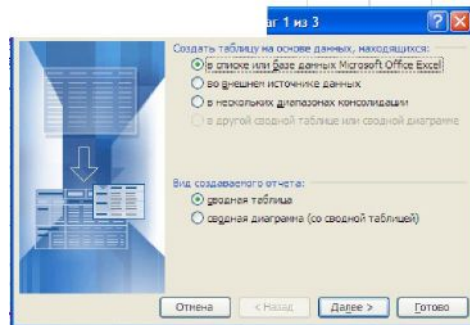 аг 1 из 3
Создать таблицу на основе данных, находящихся:
в списке или базе данных Microsoft Office Excel
во внешнем источнике данных
в нескольких диапазонах консолидации
в другой сводной таблице или сводной диаграмме
Вид создаваемого отчета:
сводная таблица
сводная диаграмма (со сводной таблицей)
Отмена
< Назад
Далее >
Готово